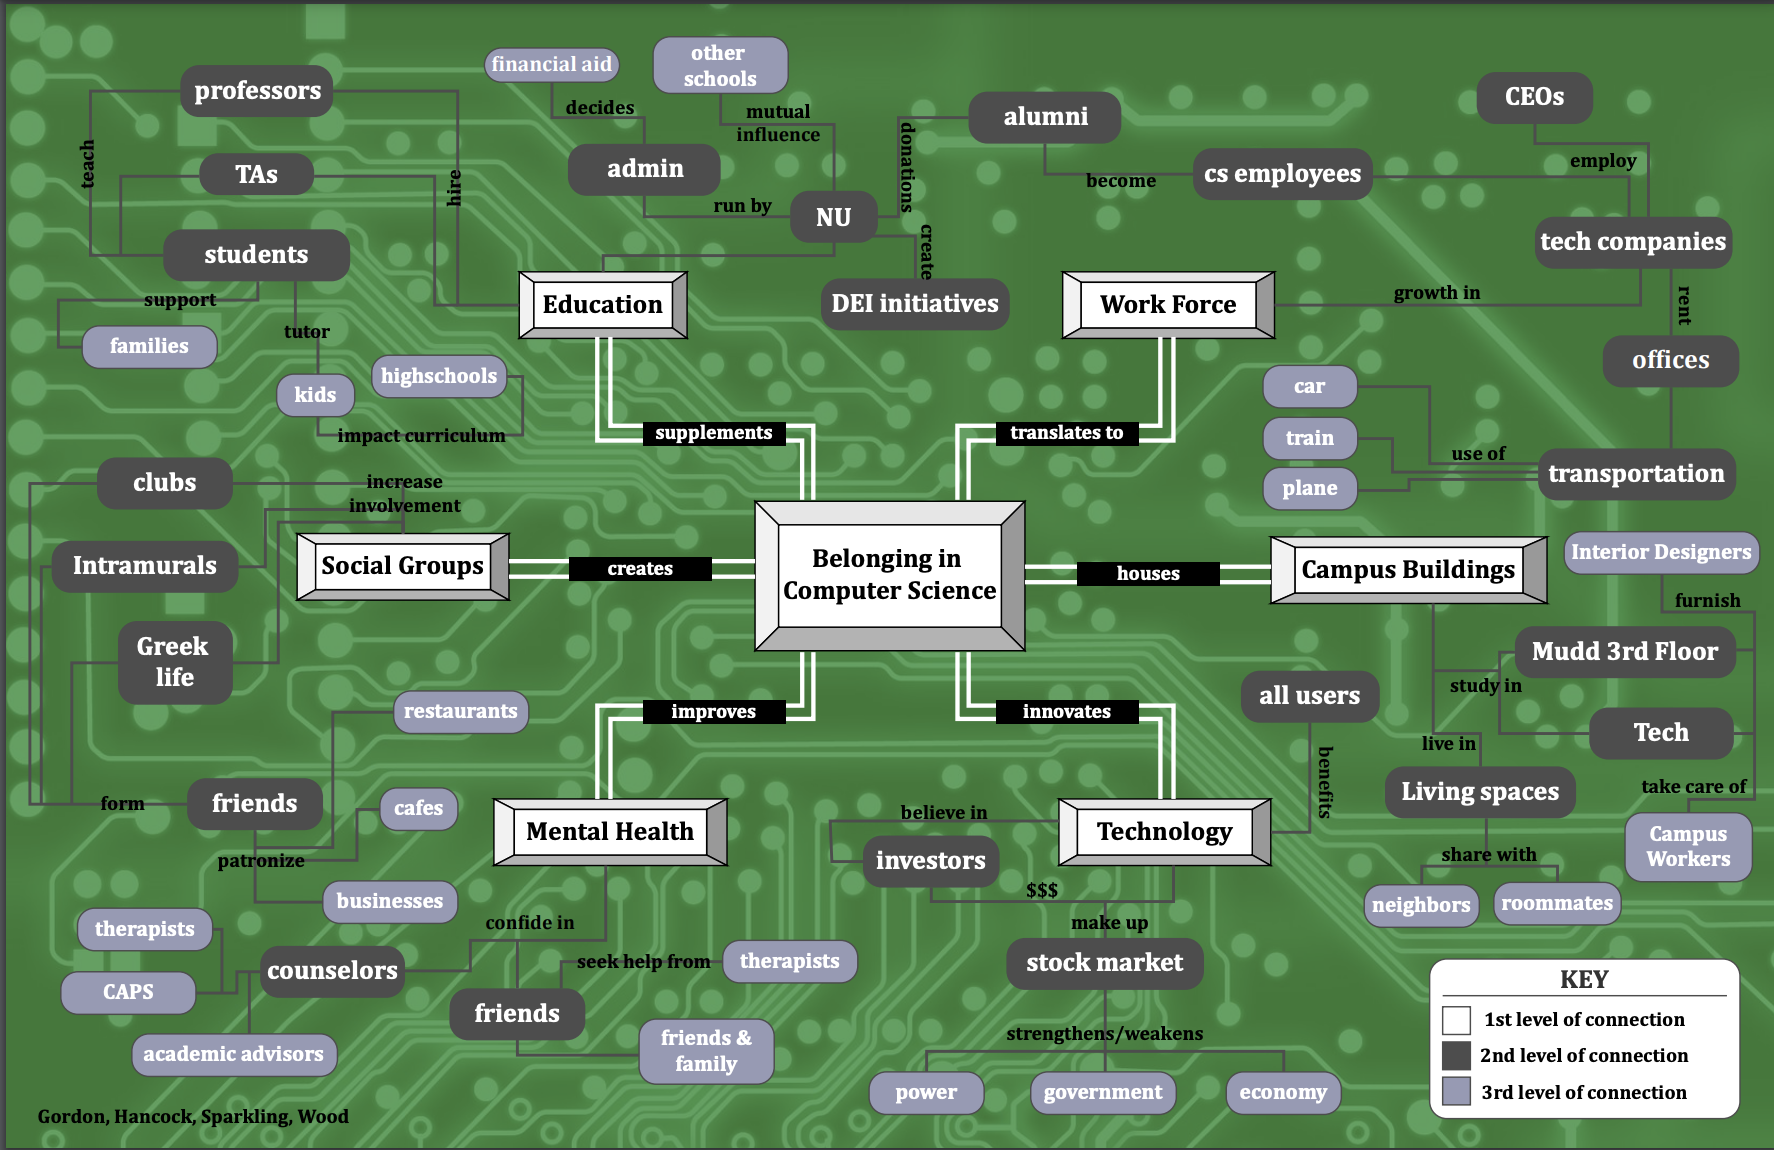 financial aid
other
schools
professors
decides
mutual
influence
alumni
CEOs
teach
TAs
hire
admin
donations
become
cs employees
employ
run by
NU
create
students
tech companies
support
tutor
Education
DEI initiatives
Work Force
growth in
rent
families
kids
highschools
impact curriculum
offices
car
train
plane
use of
transportation
supplements
translates to
clubs
increase
involvement
Intramurals
Social Groups
creates
Belonging in
Computer Science
houses
Campus Buildings
Interior Designers
furnish
Greek
life
Mudd 3rd Floor
study in
all users
restaurants
improves
innovates
Tech
live in
benefits
form
friends
cafes
patronize
Mental Health
believe in
investors
Technology
Living spaces
take care of
Campus
Workers
share with
businesses
$$$
neighbors
roommates
therapists
confide in
make up
counselors
CAPS
seek help from
therapists
stock market
friends
academic advisors
friends &
family
strengthens/weakens
power
government
economy
KEY
1st level of connection
2nd level of connection
3rd level of connection
Gordon, Hancock, Sparkling, Wood